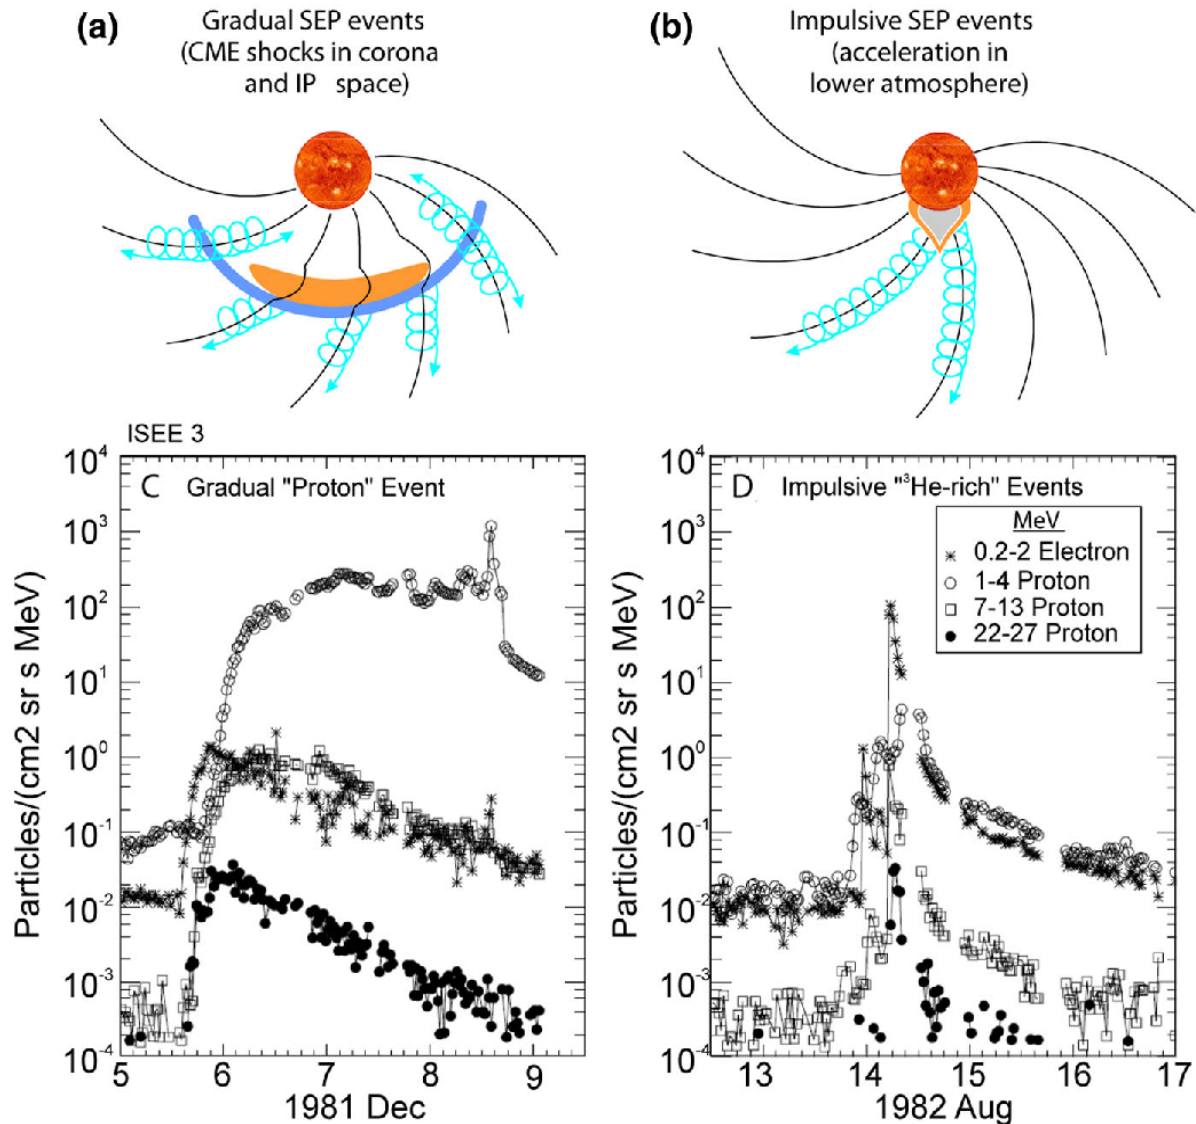 (a)
Gradual SEP events
(CME shocks in corona
and IP space)
(b)
Impulsive SEP events
(acceleration in
lower atmosphere)
ISEE 3
C Gradual "Proton" Event
Particles/(cm2 sr s MeV)
10^4
10^3
10^2
10^1
10^0
10^-1
10^-2
10^-3
10^-4
5 6 7 8 9
1981 Dec
D Impulsive "³He-rich" Events
MeV
0.2-2 Electron
1-4 Proton
7-13 Proton
22-27 Proton
Particles/(cm2 sr s MeV)
10^4
10^3
10^2
10^1
10^0
10^-1
10^-2
10^-3
10^-4
13 14 15 16 17
1982 Aug